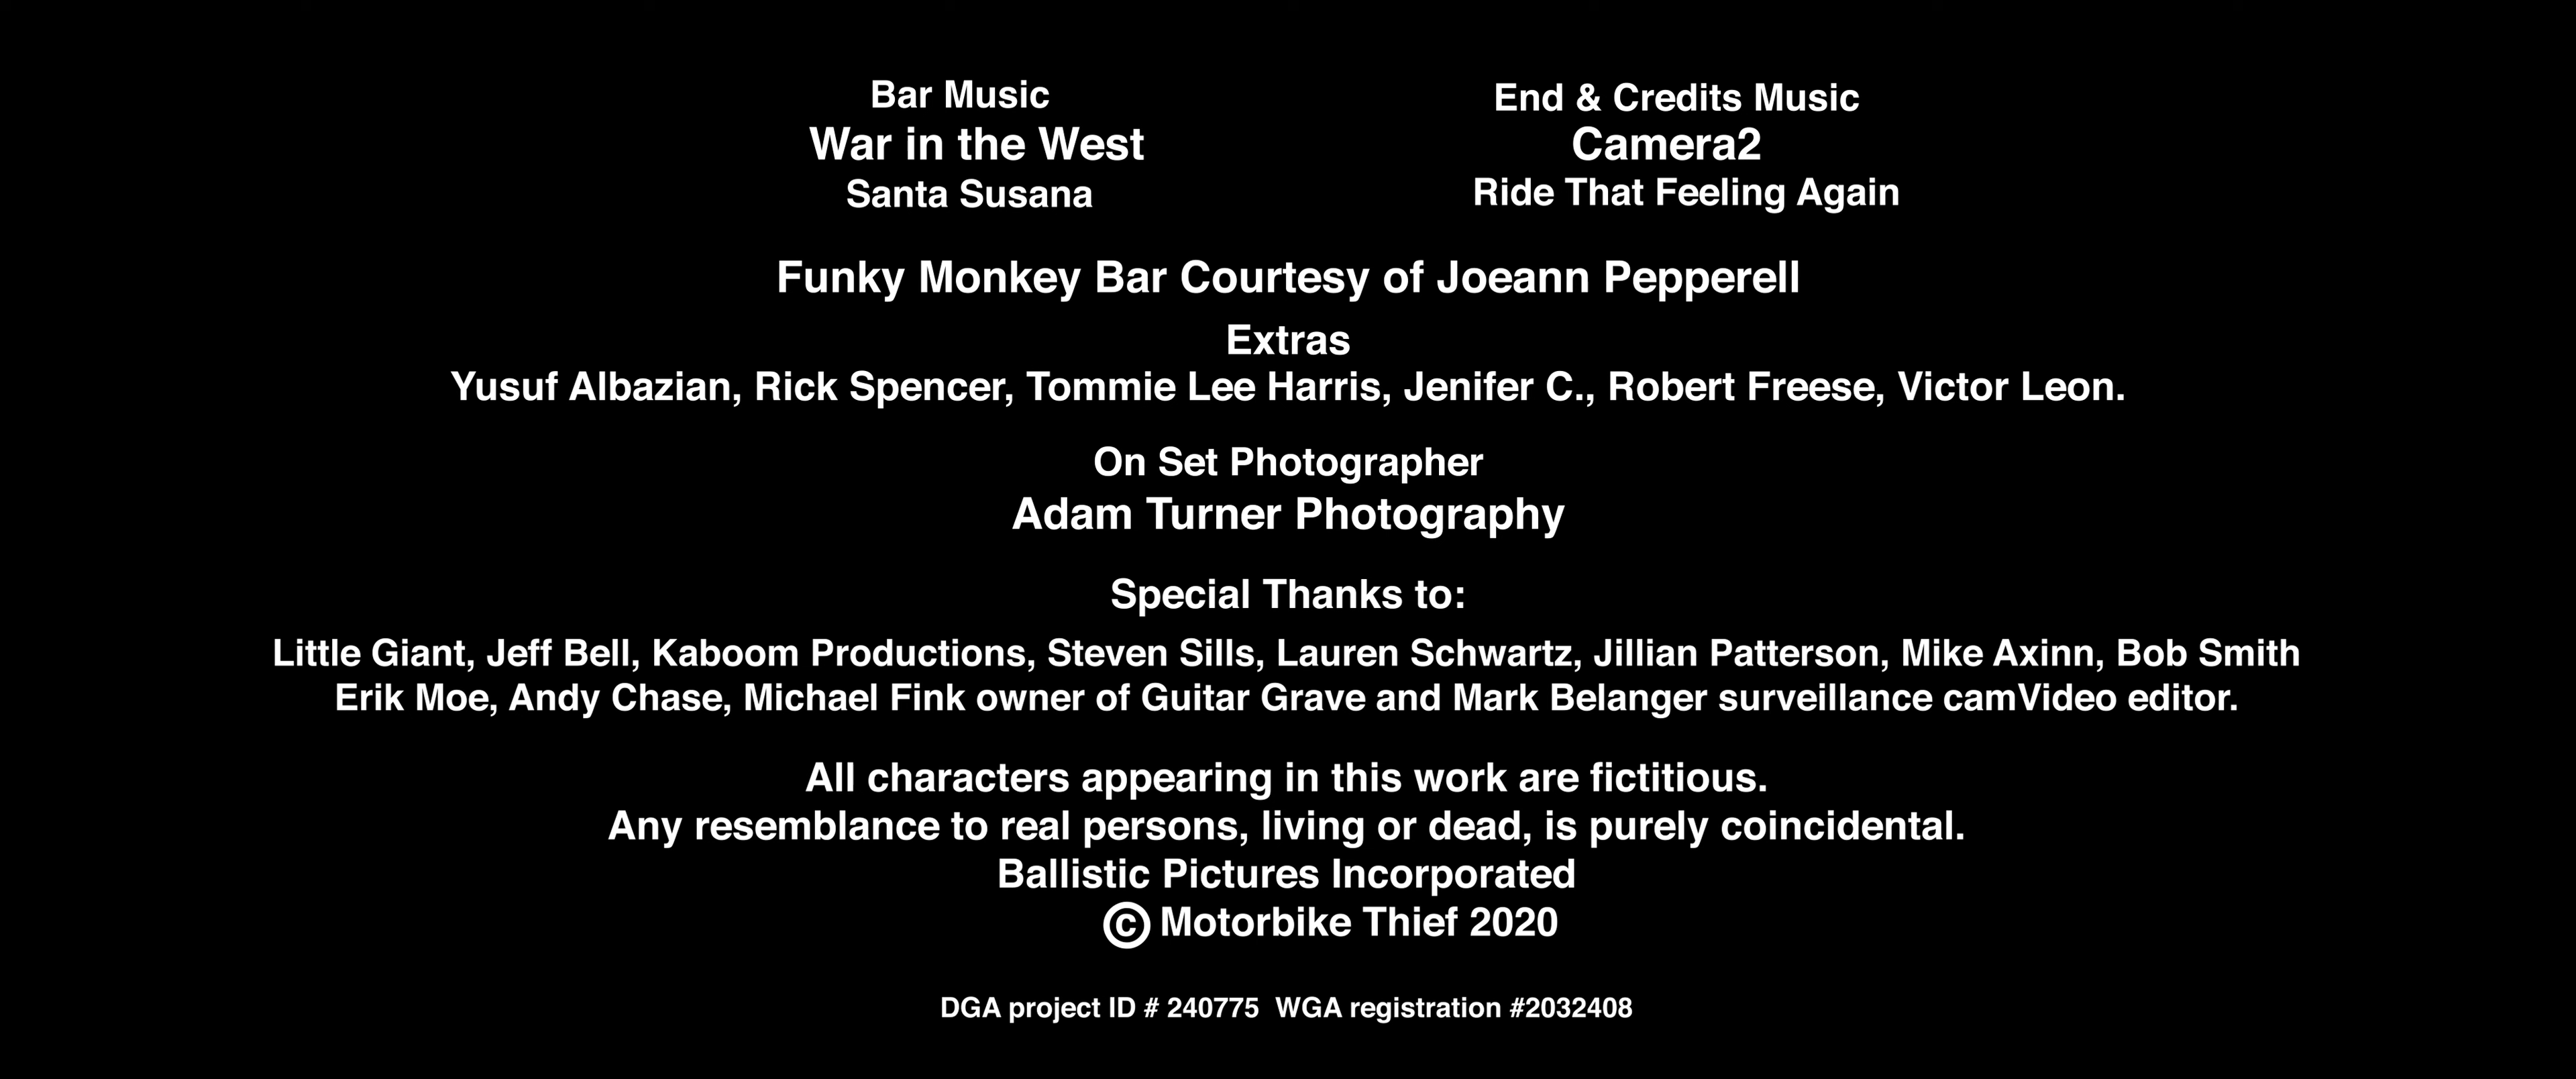 Bar Music
War in the West
Santa Susana
End & Credits Music
Camera2
Ride That Feeling Again
Funky Monkey Bar Courtesy of Joeann Pepperell
Extras
Yusuf Albazian, Rick Spencer, Tommie Lee Harris, Jenifer C., Robert Freese, Victor Leon.
On Set Photographer
Adam Turner Photography
Special Thanks to:
Little Giant, Jeff Bell, Kaboom Productions, Steven Sills, Lauren Schwartz, Jillian Patterson, Mike Axinn, Bob Smith
Erik Moe, Andy Chase, Michael Fink owner of Guitar Grave and Mark Belanger surveillance camVideo editor.
All characters appearing in this work are fictitious.
Any resemblance to real persons, living or dead, is purely coincidental.
Ballistic Pictures Incorporated
© Motorbike Thief 2020
DGA project ID # 240775  WGA registration #2032408